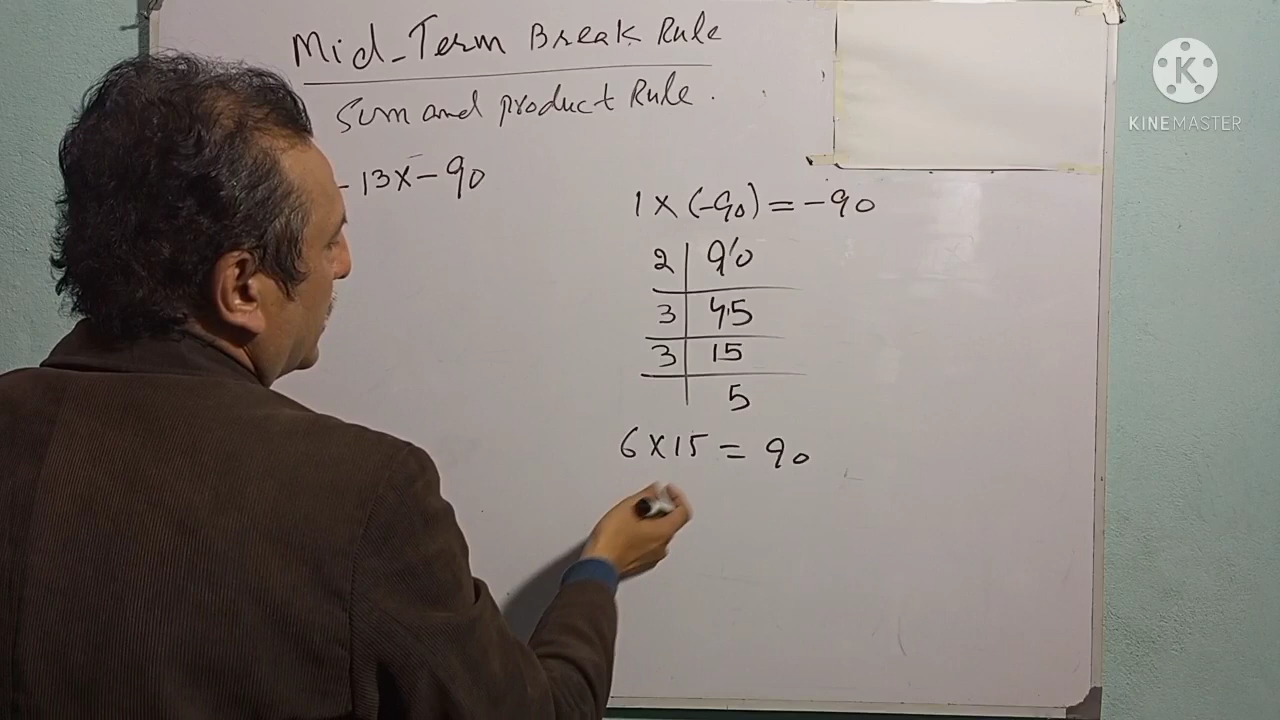 Mid-Term Break Rule
Sum and product Rule.
- 13x - 90
1 x (-90) = -90
2 | 90
3 | 45
3 | 15
5
6 x 15 = 90
K
KINEMASTER